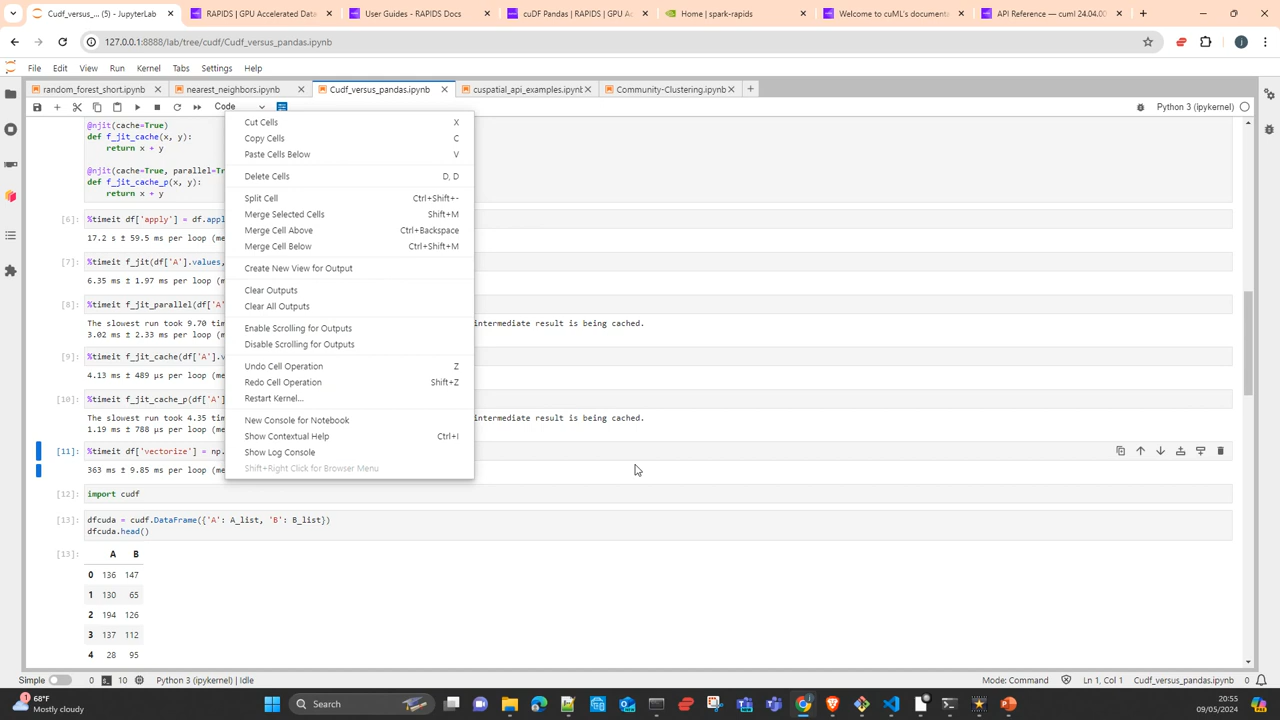 Cudf_versus_... (5) - JupyterLab
RAPIDS | GPU Accelerated Data
User Guides - RAPIDS Docs
cuDF Pandas | RAPIDS | GPU Ac
Home | spark-rapids
Welcome to cuML's documenta
API Reference — cuml 24.04.00
127.0.0.1:8888/lab/tree/cudf/Cudf_versus_pandas.ipynb
File Edit View Run Kernel Tabs Settings Help
random_forest_short.ipynb
nearest_neighbors.ipynb
Cudf_versus_pandas.ipynb
cuspatial_api_examples.ipynb
Community-Clustering.ipynb
Code
Python 3 (ipykernel)
@njit(cache=True)
def f_jit_cache(x, y):
return x + y
@njit(cache=True, parallel=Tr
def f_jit_cache_p(x, y):
return x + y
[6]: %timeit df['apply'] = df.appl
17.2 s ± 59.5 ms per loop (me
[7]: %timeit f_jit(df['A'].values,
6.35 ms ± 1.97 ms per loop (m
[8]: %timeit f_jit_parallel(df['A'
The slowest run took 9.70 tim
intermediate result is being cached.
3.02 ms ± 2.33 ms per loop (m
[9]: %timeit f_jit_cache(df['A'].v
4.13 ms ± 489 µs per loop (me
[10]: %timeit f_jit_cache_p(df['A']
The slowest run took 4.35 tim
intermediate result is being cached.
1.19 ms ± 788 µs per loop (me
[11]: %timeit df['vectorize'] = np.
363 ms ± 9.85 ms per loop (me
[12]: import cudf
[13]: dfcuda = cudf.DataFrame({'A': A_list, 'B': B_list})
dfcuda.head()
[13]: A B
0 136 147
1 130 65
2 194 126
3 137 112
4 28 95
Cut Cells X
Copy Cells C
Paste Cells Below V
Delete Cells D, D
Split Cell Ctrl+Shift+-
Merge Selected Cells Shift+M
Merge Cell Above Ctrl+Backspace
Merge Cell Below Ctrl+Shift+M
Create New View for Output
Clear Outputs
Clear All Outputs
Enable Scrolling for Outputs
Disable Scrolling for Outputs
Undo Cell Operation Z
Redo Cell Operation Shift+Z
Restart Kernel...
New Console for Notebook
Show Contextual Help Ctrl+I
Show Log Console
Shift+Right Click for Browser Menu
Simple 0 10 Python 3 (ipykernel) | Idle
Mode: Command Ln 1, Col 1 Cudf_versus_pandas.ipynb 0
1
68°F
Mostly cloudy
Search
20:55
09/05/2024